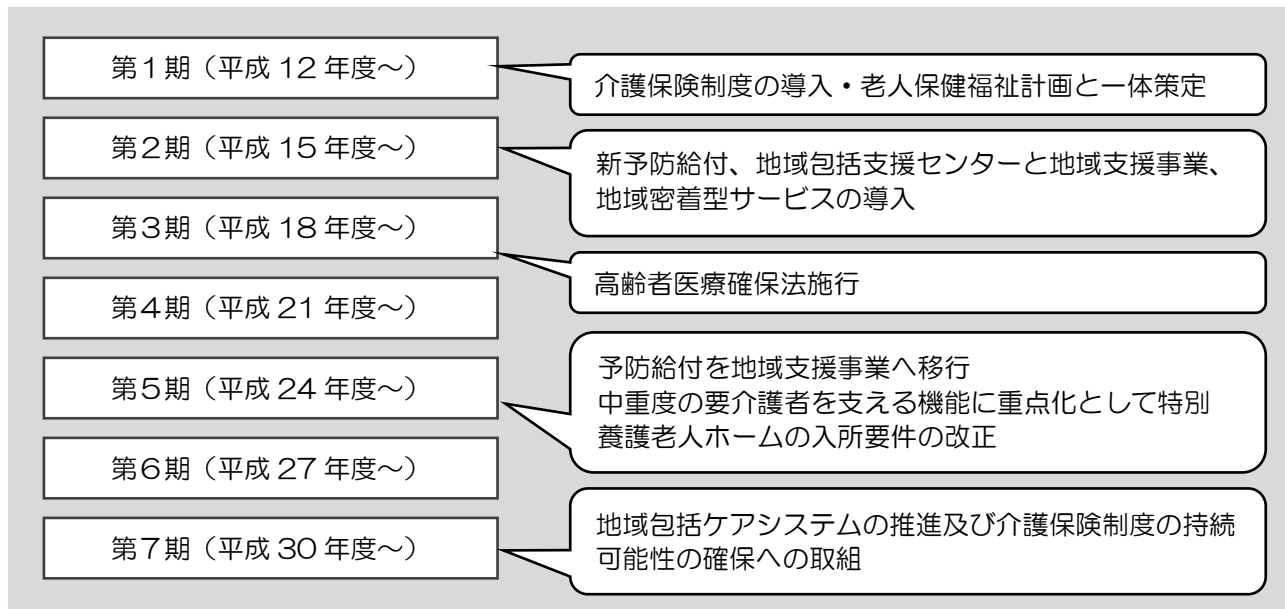 第1期（平成 12 年度～）
介護保険制度の導入・老人保健福祉計画と一体策定
第2期（平成 15 年度～）
新予防給付、地域包括支援センターと地域支援事業、
地域密着型サービスの導入
第3期（平成 18 年度～）
高齢者医療確保法施行
第4期（平成 21 年度～）
第5期（平成 24 年度～）
予防給付を地域支援事業へ移行
中重度の要介護者を支える機能に重点化として特別
養護老人ホームの入所要件の改正
第6期（平成 27 年度～）
第7期（平成 30 年度～）
地域包括ケアシステムの推進及び介護保険制度の持続
可能性の確保への取組